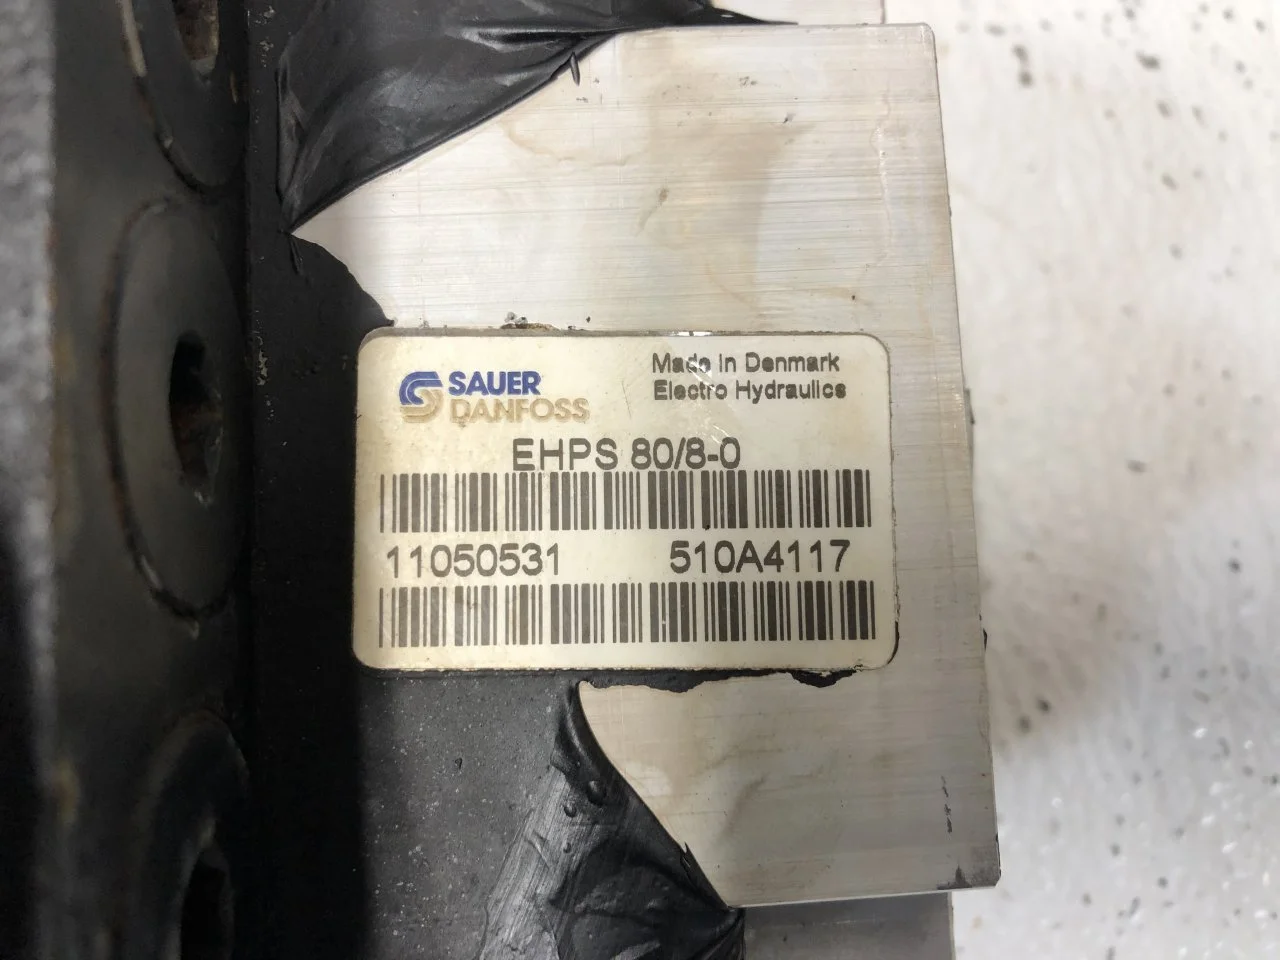 SAUER
DANFOSS
Made in Denmark
Electro Hydraulics
EHPS 80/8-0
11050531 510A4117